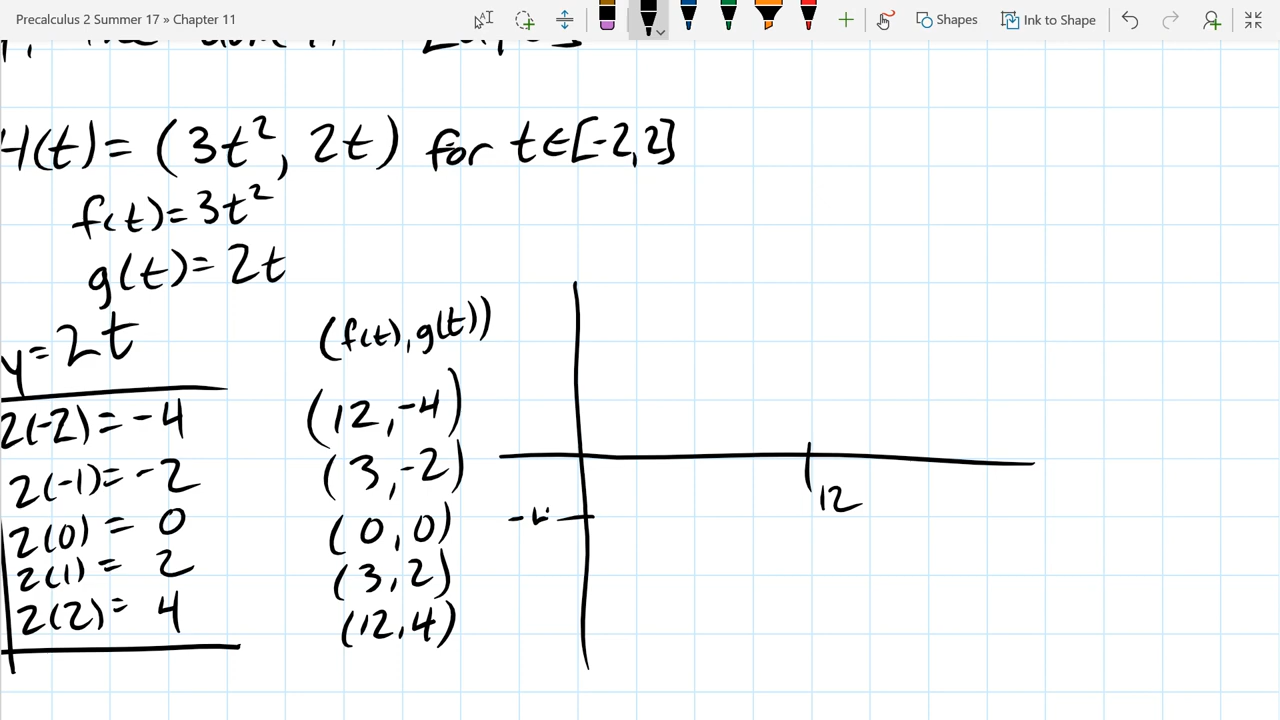 Precalculus 2 Summer 17 » Chapter 11
Shapes
Ink to Shape
H(t) = (3t², 2t) for t∈[-2,2]
f(t)=3t²
g(t)=2t
y=2t
(f(t),g(t))
2(-2)=-4
(12,-4)
2(-1)=-2
(3,-2)
2(0) = 0
(0,0)
2(1) = 2
(3,2)
2(2) = 4
(12,4)
12